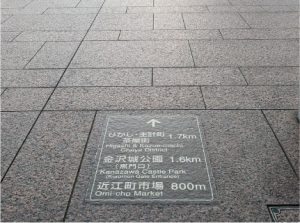 ひがし・主計町 1.7km
茶屋街
Higashi & Kazue-machi
Chaya District
金沢城公園 1.6km
(黒門口)
Kanazawa Castle Park
(Kuromon Gate Entrance)
近江町市場 800m
Omi-cho Market